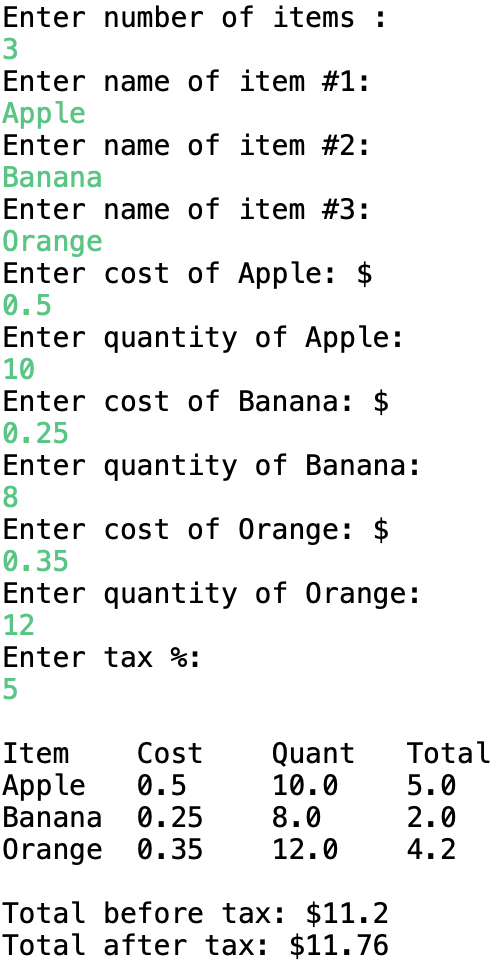 Enter number of items :
3
Enter name of item #1:
Apple
Enter name of item #2:
Banana
Enter name of item #3:
Orange
Enter cost of Apple: $
0.5
Enter quantity of Apple:
10
Enter cost of Banana: $
0.25
Enter quantity of Banana:
8
Enter cost of Orange: $
0.35
Enter quantity of Orange:
12
Enter tax %:
5

Item    Cost    Quant   Total
Apple   0.5     10.0    5.0
Banana  0.25    8.0     2.0
Orange  0.35    12.0    4.2

Total before tax: $11.2
Total after tax: $11.76